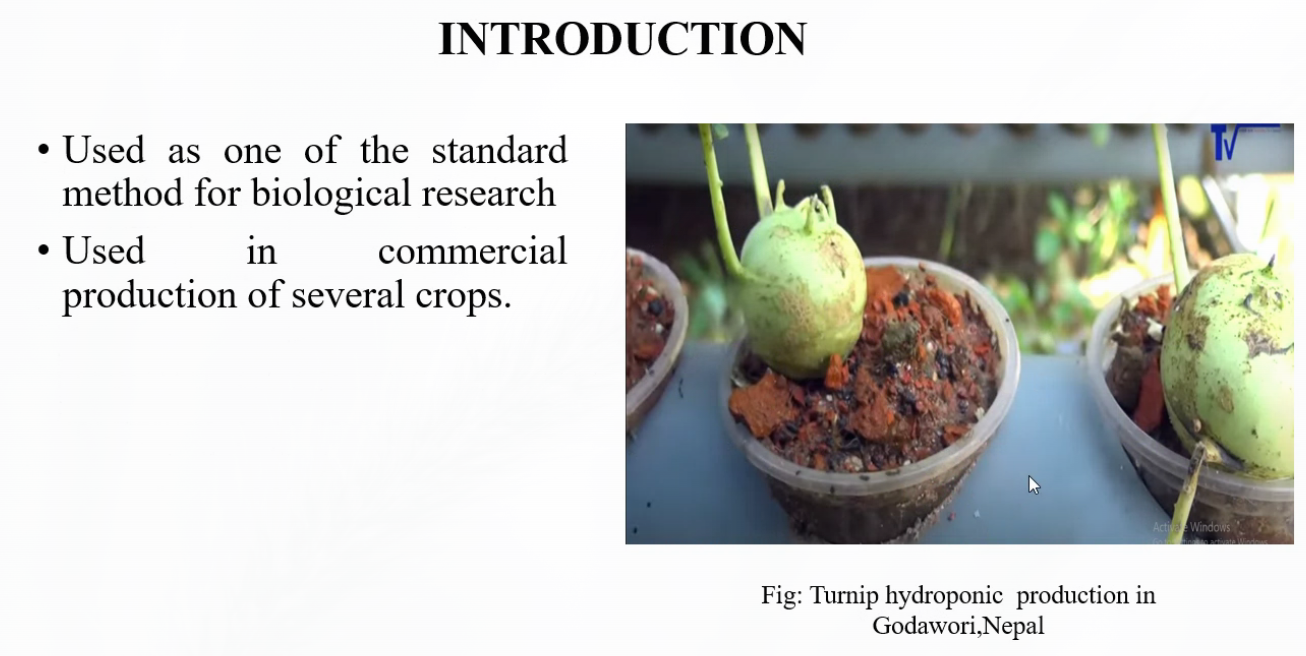 INTRODUCTION
• Used as one of the standard
method for biological research
• Used in commercial
production of several crops.
TV
Activate Windows
Fig: Turnip hydroponic production in
Godawori,Nepal